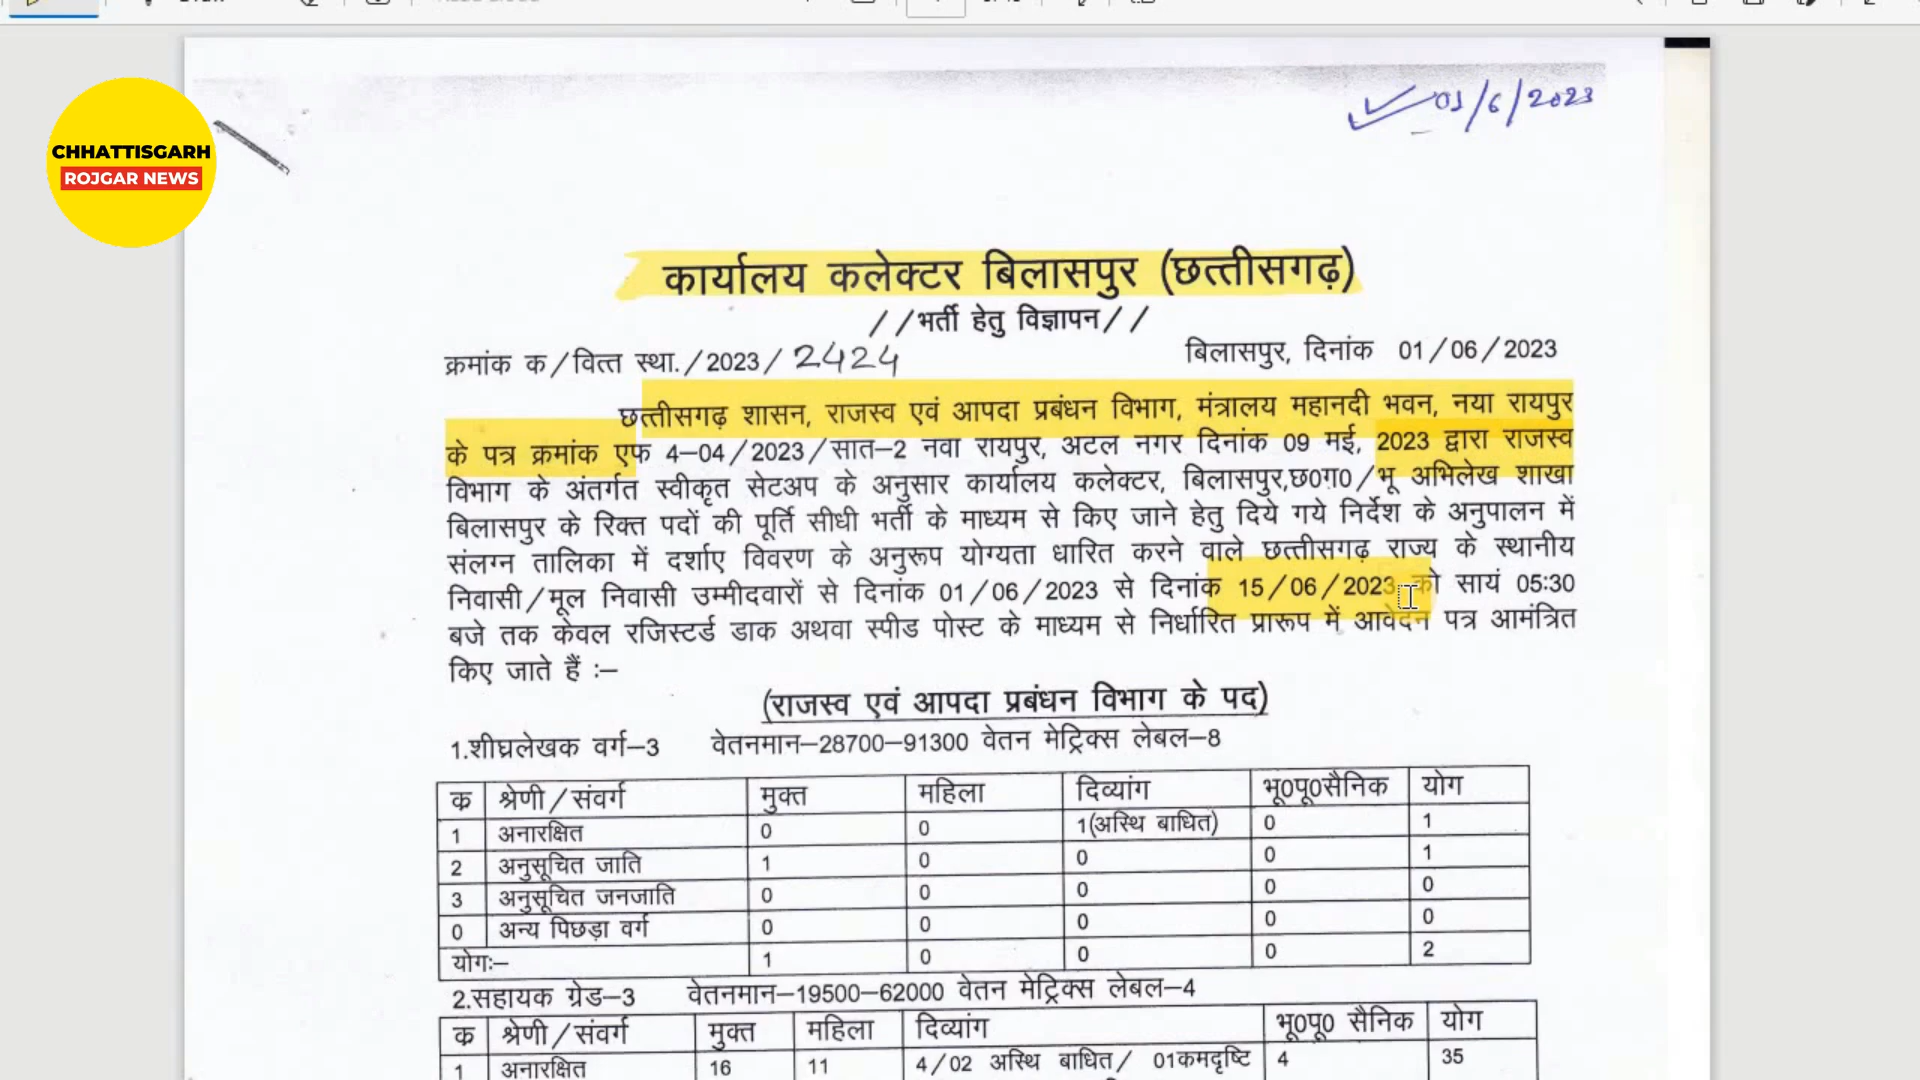 01/6/2023
CHHATTISGARH
ROJGAR NEWS
कार्यालय कलेक्टर बिलासपुर (छत्तीसगढ़)
//भर्ती हेतु विज्ञापन//
क्रमांक क/वित्त स्था./2023/2424 बिलासपुर, दिनांक 01/06/2023
छत्तीसगढ़ शासन, राजस्व एवं आपदा प्रबंधन विभाग, मंत्रालय महानदी भवन, नया रायपुर
के पत्र क्रमांक एफ 4–04/2023/सात–2 नवा रायपुर, अटल नगर दिनांक 09 मई, 2023 द्वारा राजस्व
विभाग के अंतर्गत स्वीकृत सेटअप के अनुसार कार्यालय कलेक्टर, बिलासपुर,छ0ग़0/भू अभिलेख शाखा
बिलासपुर के रिक्त पदों की पूर्ति सीधी भर्ती के माध्यम से किए जाने हेतु दिये गये निर्देश के अनुपालन में
संलग्न तालिका में दर्शाए विवरण के अनुरूप योग्यता धारित करने वाले छत्तीसगढ़ राज्य के स्थानीय
निवासी/मूल निवासी उम्मीदवारों से दिनांक 01/06/2023 से दिनांक 15/06/2023 को सायं 05:30
बजे तक केवल रजिस्टर्ड डाक अथवा स्पीड पोस्ट के माध्यम से निर्धारित प्रारूप में आवेदन पत्र आमंत्रित
किए जाते हैं :–
(राजस्व एवं आपदा प्रबंधन विभाग के पद)
1.शीघ्रलेखक वर्ग–3 वेतनमान–28700–91300 वेतन मेट्रिक्स लेबल–8
क श्रेणी/संवर्ग मुक्त महिला दिव्यांग भू0पू0सैनिक योग
1 अनारक्षित 0 0 1(अस्थि बाधित) 0 1
2 अनुसूचित जाति 1 0 0 0 1
3 अनुसूचित जनजाति 0 0 0 0 0
0 अन्य पिछड़ा वर्ग 0 0 0 0 0
योगः– 1 0 0 0 2
2.सहायक ग्रेड–3 वेतनमान–19500–62000 वेतन मेट्रिक्स लेबल–4
क श्रेणी/संवर्ग मुक्त महिला दिव्यांग भू0पू0 सैनिक योग
1 अनारक्षित 16 11 4/02 अस्थि बाधित/ 01कमदृष्टि 4 35